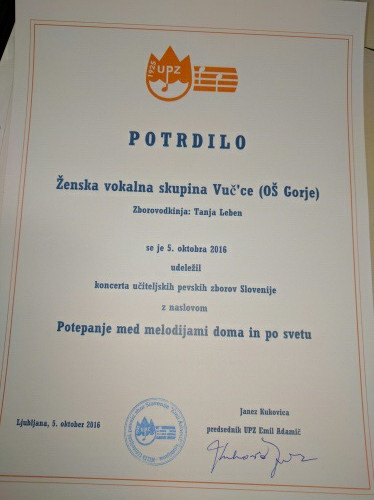 1925 UPZ
POTRDILO
Ženska vokalna skupina Vuč'ce (OŠ Gorje)
Zborovodkinja: Tanja Leben
se je 5. oktobra 2016
udeležil
koncerta učiteljskih pevskih zborov Slovenije
z naslovom
Potepanje med melodijami doma in po svetu
Janez Kukovica
Ljubljana, 5. oktober 2016
predsednik UPZ Emil Adamič